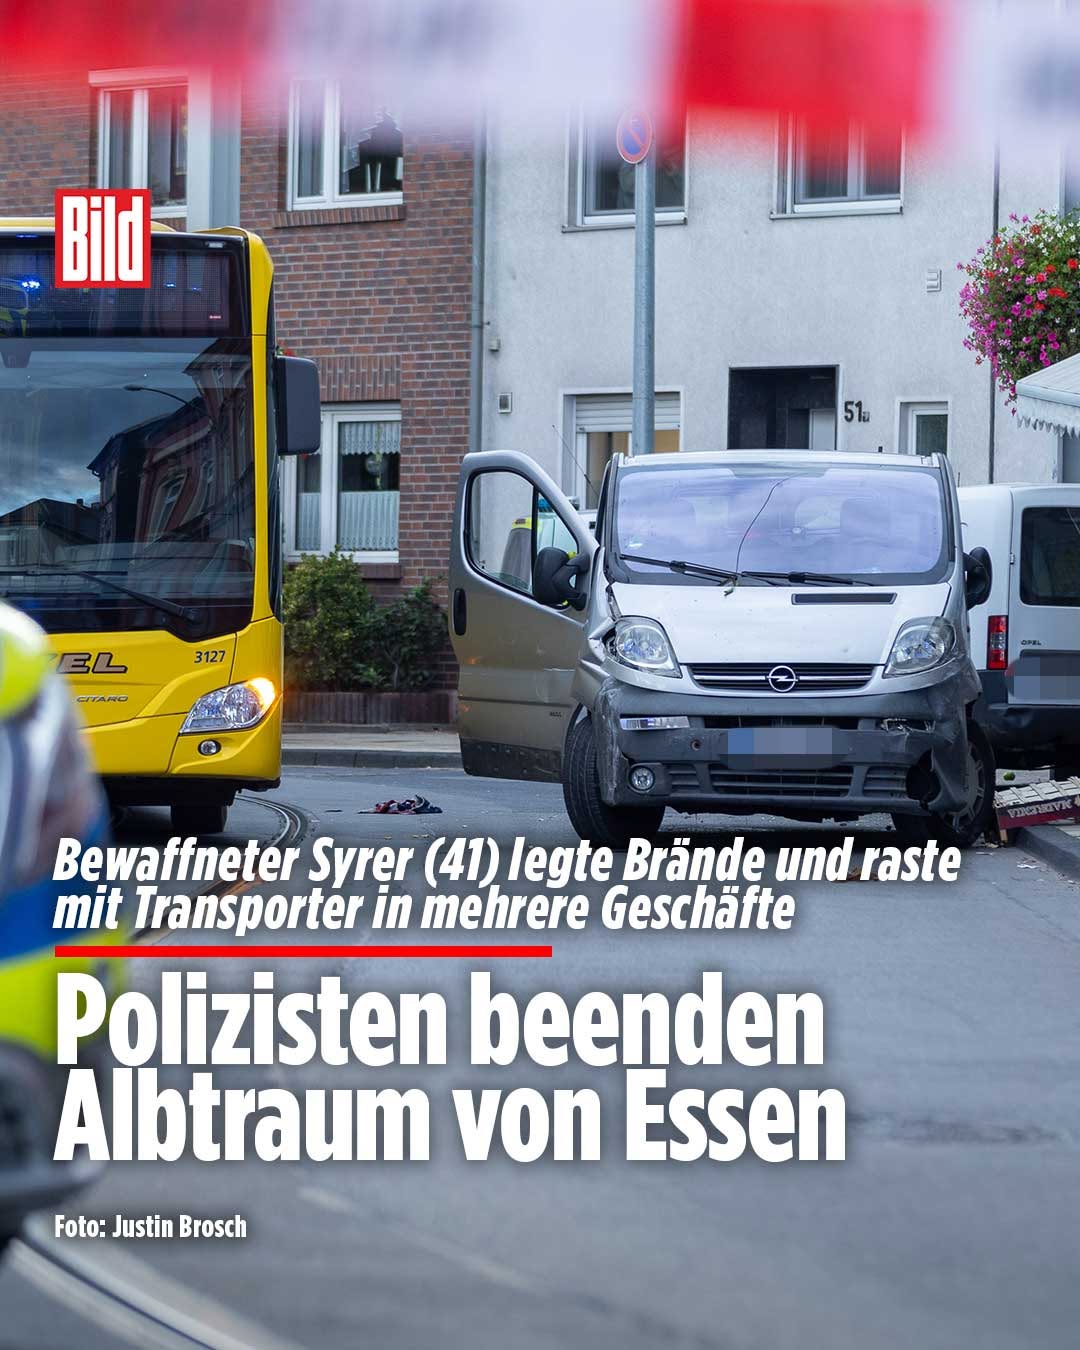 Bild
3127
CITARO
51
OPEL
Bewaffneter Syrer (41) legte Brände und raste
mit Transporter in mehrere Geschäfte
Polizisten beenden
Albtraum von Essen
Foto: Justin Brosch